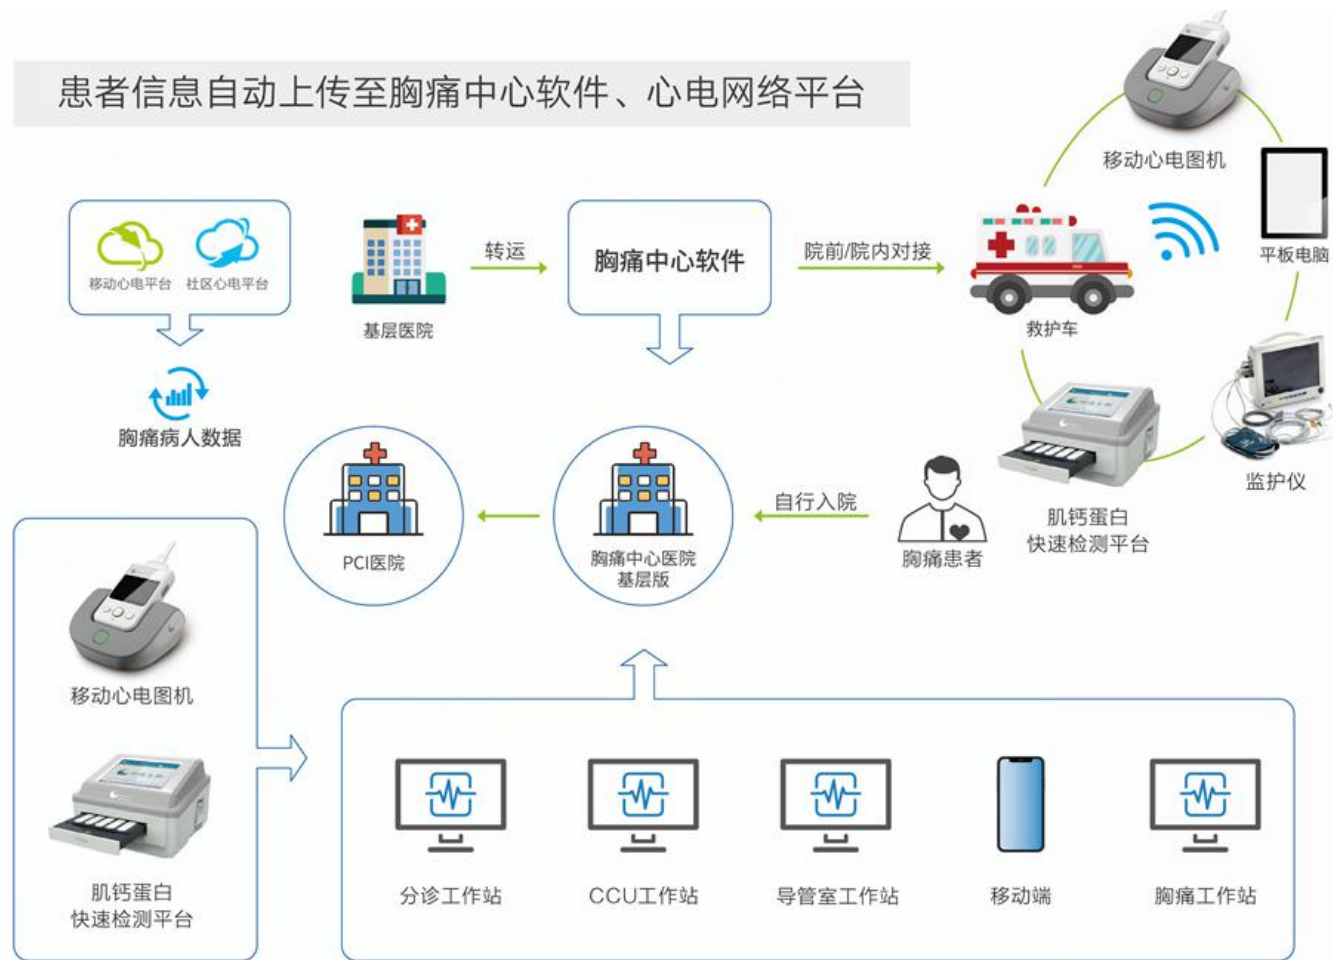 患者信息自动上传至胸痛中心软件、心电网络平台
移动心电图机
平板电脑
移动心电平台
社区心电平台
基层医院
转运
胸痛中心软件
院前/院内对接
救护车
胸痛病人数据
监护仪
肌钙蛋白
快速检测平台
PCI医院
胸痛中心医院
基层版
自行入院
胸痛患者
移动心电图机
肌钙蛋白
快速检测平台
分诊工作站
CCU工作站
导管室工作站
移动端
胸痛工作站